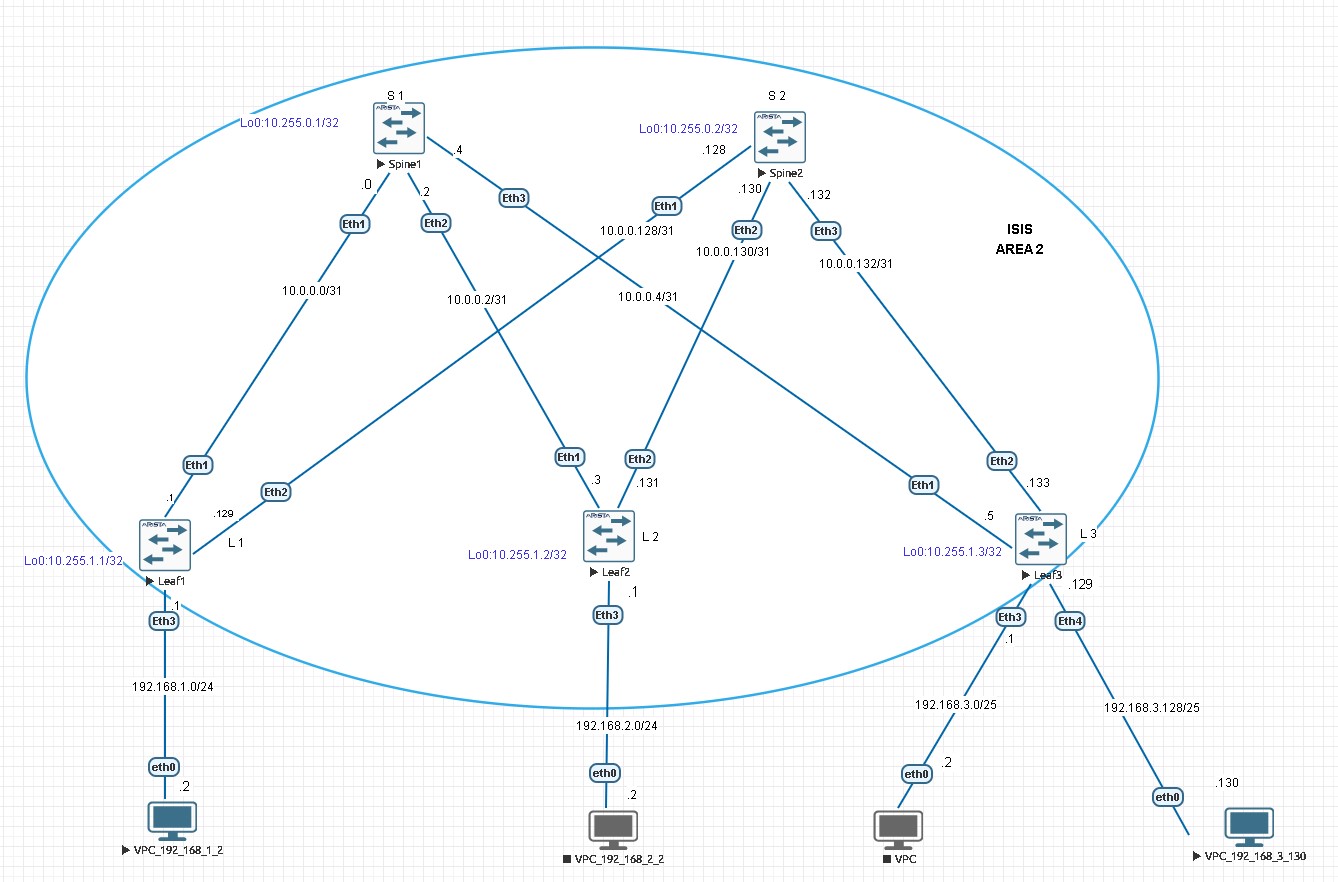 S 1
S 2
ARISTA
ARISTA
Lo0:10.255.0.1/32
Lo0:10.255.0.2/32
.4
.128
Spine1
Spine2
.0
.2
.130
.132
Eth3
Eth1
Eth1
Eth2
Eth2
Eth3
10.0.0.128/31
ISIS
AREA 2
10.0.0.130/31
10.0.0.132/31
10.0.0.0/31
10.0.0.2/31
10.0.0.4/31
Eth1
Eth1
Eth2
Eth2
Eth2
Eth1
.1
.3
.131
.133
.129
.5
ARISTA
ARISTA
ARISTA
L 1
L 2
L 3
Lo0:10.255.1.1/32
Lo0:10.255.1.2/32
Lo0:10.255.1.3/32
Leaf1
Leaf2
Leaf3
.1
.1
.129
Eth3
Eth3
Eth3
Eth4
.1
192.168.1.0/24
192.168.2.0/24
192.168.3.0/25
192.168.3.128/25
eth0
eth0
eth0
eth0
.2
.2
.2
.130
VPC_192_168_1_2
VPC_192_168_2_2
VPC
VPC_192_168_3_130